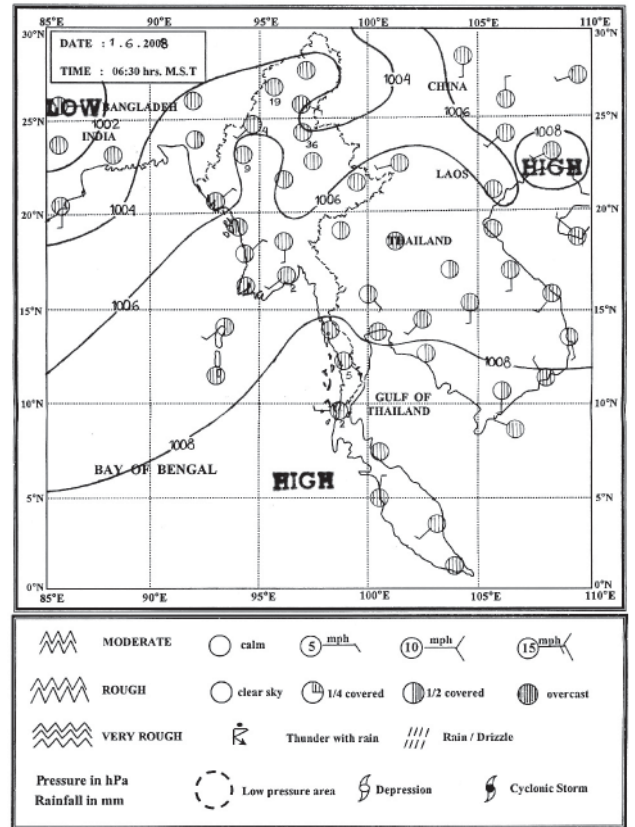 30°N 90°E 95°E 100°E 105°E 30°N
DATE : 1.6.2008
TIME : 06:30 hrs. M.S.T
1004
CHINA
19
25°N 25°N
LOW
BANGLADESH
1002
INDIA
36
9
1006
1008
HIGH
LAOS
1006
20°N 20°N
1004
THAILAND
2
15°N 15°N
1006
1008
5
10°N 10°N
GULF OF
THAILAND
2
1008
BAY OF BENGAL
HIGH
5°N 5°N
0°N 0°N
85°E 90°E 95°E 100°E 105°E 110°E
MODERATE calm 5 mph 10 mph 15 mph
ROUGH clear sky 1/4 covered 1/2 covered overcast
VERY ROUGH Thunder with rain Rain / Drizzle
Pressure in hPa
Rainfall in mm
Low pressure area Depression Cyclonic Storm